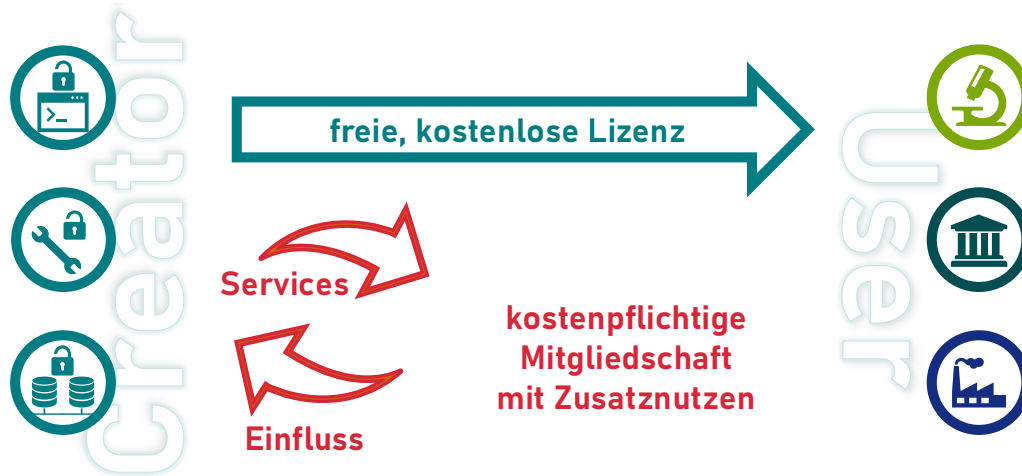 Creator
freie, kostenlose Lizenz
User
Services
kostenpflichtige
Mitgliedschaft
mit Zusatznutzen
Einfluss